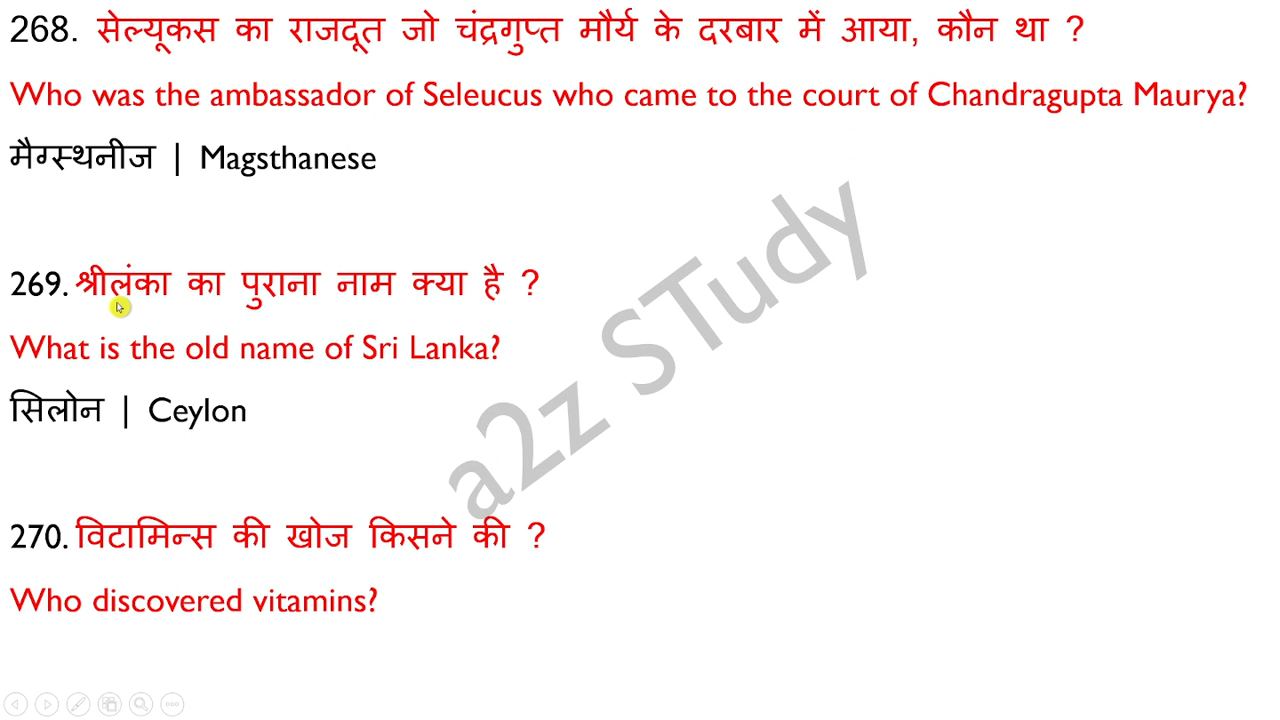 268. सेल्यूकस का राजदूत जो चंद्रगुप्त मौर्य के दरबार में आया, कौन था ?
Who was the ambassador of Seleucus who came to the court of Chandragupta Maurya?
मैग्स्थनीज | Magsthanese
269. श्रीलंका का पुराना नाम क्या है ?
What is the old name of Sri Lanka?
सिलोन | Ceylon
270. विटामिन्स की खोज किसने की ?
Who discovered vitamins?
a2z STudy